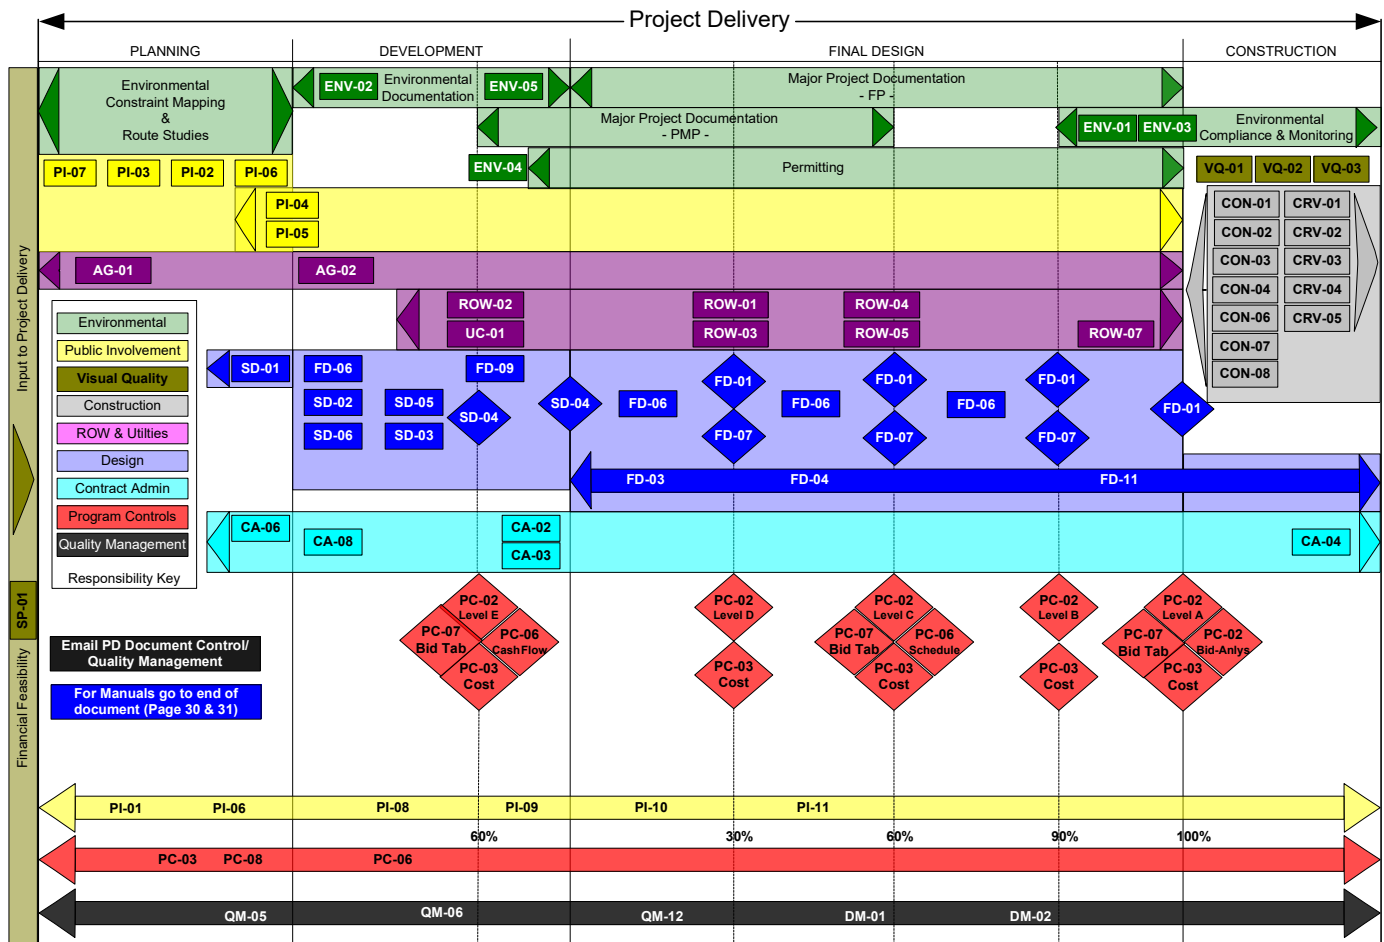 Project Delivery
PLANNING
DEVELOPMENT
FINAL DESIGN
CONSTRUCTION
Input to Project Delivery
SP-01
Financial Feasibility
Environmental
Constraint Mapping
&
Route Studies
ENV-02
Environmental
Documentation
ENV-05
Major Project Documentation
- FP -
Major Project Documentation
- PMP -
ENV-01
ENV-03
Environmental
Compliance & Monitoring
ENV-04
Permitting
PI-07
PI-03
PI-02
PI-06
VQ-01
VQ-02
VQ-03
PI-04
PI-05
CON-01
CRV-01
CON-02
CRV-02
CON-03
CRV-03
CON-04
CRV-04
CON-06
CRV-05
CON-07
CON-08
AG-01
AG-02
ROW-02
ROW-01
ROW-04
UC-01
ROW-03
ROW-05
ROW-07
Environmental
Public Involvement
Visual Quality
Construction
ROW & Utilties
Design
Contract Admin
Program Controls
Quality Management
Responsibility Key
SD-01
FD-06
FD-09
SD-02
SD-05
SD-06
SD-03
SD-04
SD-04
FD-06
FD-01
FD-07
FD-06
FD-01
FD-07
FD-06
FD-01
FD-07
FD-01
FD-03
FD-04
FD-11
CA-06
CA-08
CA-02
CA-03
CA-04
PC-02
Level E
PC-07
Bid Tab
PC-06
CashFlow
PC-03
Cost
PC-02
Level D
PC-03
Cost
PC-02
Level C
PC-07
Bid Tab
PC-06
Schedule
PC-03
Cost
PC-02
Level B
PC-03
Cost
PC-02
Level A
PC-07
Bid Tab
PC-02
Bid-Anlys
PC-03
Cost
Email PD Document Control/
Quality Management
For Manuals go to end of
document (Page 30 & 31)
PI-01
PI-06
PI-08
PI-09
PI-10
PI-11
60%
30%
60%
90%
100%
PC-03
PC-08
PC-06
QM-05
QM-06
QM-12
DM-01
DM-02